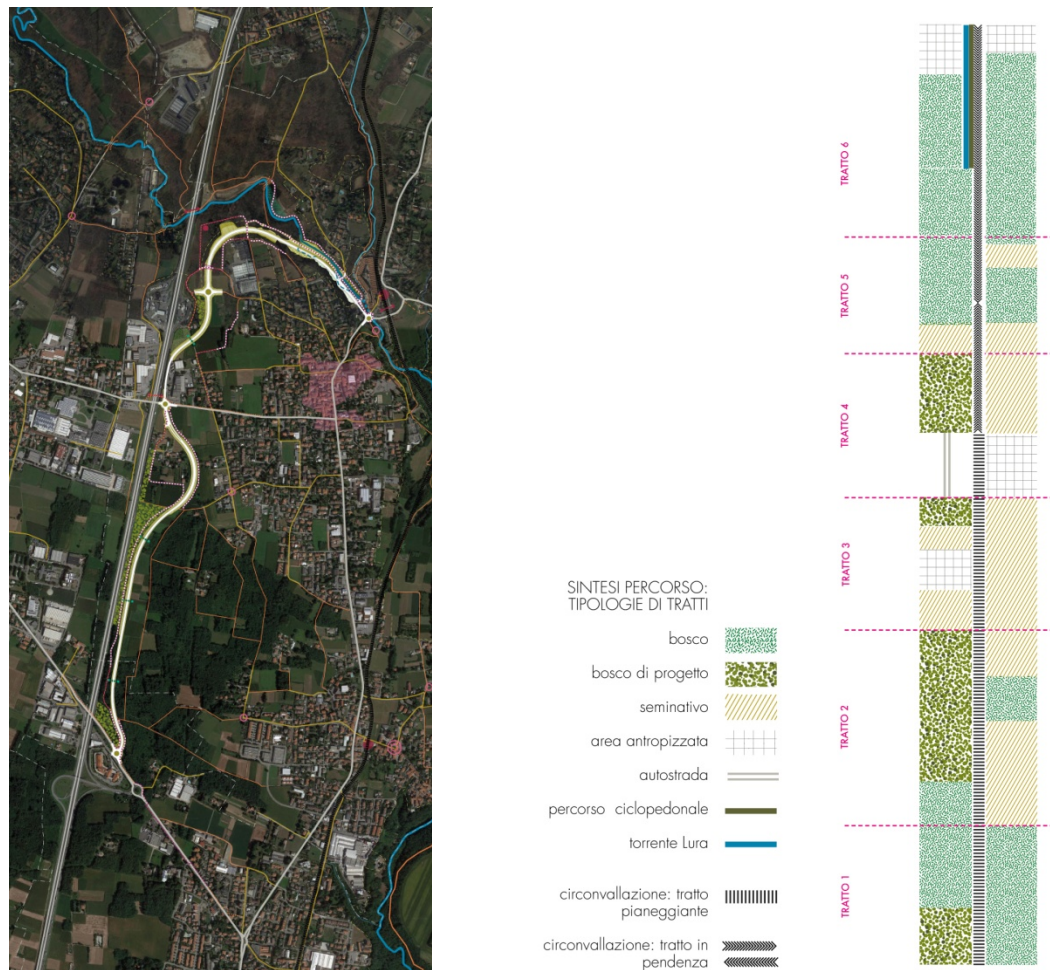 SINTESI PERCORSO:
TIPOLOGIE DI TRATTI
bosco
bosco di progetto
seminativo
area antropizzata
autostrada
percorso ciclopedonale
torrente Lura
circonvallazione: tratto
pianeggiante
circonvallazione: tratto in
pendenza
TRATTO 6
TRATTO 5
TRATTO 4
TRATTO 3
TRATTO 2
TRATTO 1